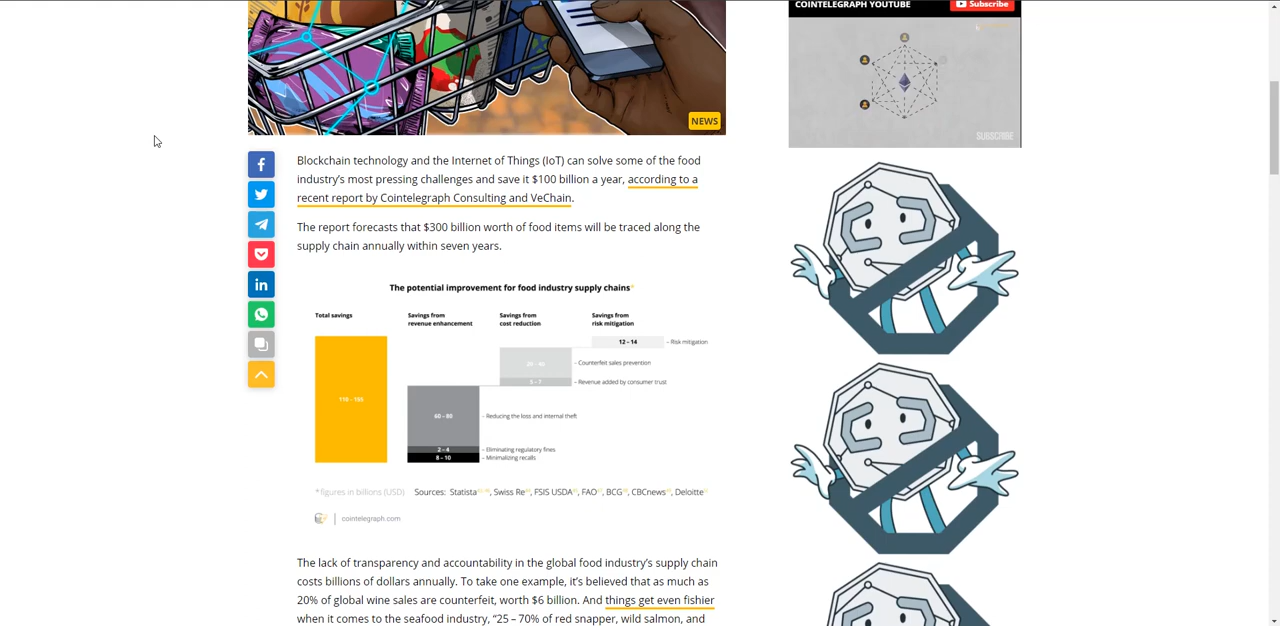 COINTELEGRAPH YOUTUBE
Subscribe
SUBSCRIBE
NEWS
Blockchain technology and the Internet of Things (IoT) can solve some of the food
industry's most pressing challenges and save it $100 billion a year, according to a
recent report by Cointelegraph Consulting and VeChain.
The report forecasts that $300 billion worth of food items will be traced along the
supply chain annually within seven years.
The potential improvement for food industry supply chains*
Total savings
Savings from
revenue enhancement
Savings from
cost reduction
Savings from
risk mitigation
12 – 14 – Risk mitigation
– Counterfeit sales prevention
5 – 7 – Revenue added by consumer trust
110 – 155
60 – 80 – Reducing the loss and internal theft
2 – 4 – Eliminating regulatory fines
8 – 10 – Minimalizing recalls
*figures in billions (USD) Sources: Statista, Swiss Re, FSIS USDA, FAO, BCG, CBCnews, Deloitte
cointelegraph.com
The lack of transparency and accountability in the global food industry's supply chain
costs billions of dollars annually. To take one example, it's believed that as much as
20% of global wine sales are counterfeit, worth $6 billion. And things get even fishier
when it comes to the seafood industry, "25 – 70% of red snapper, wild salmon, and